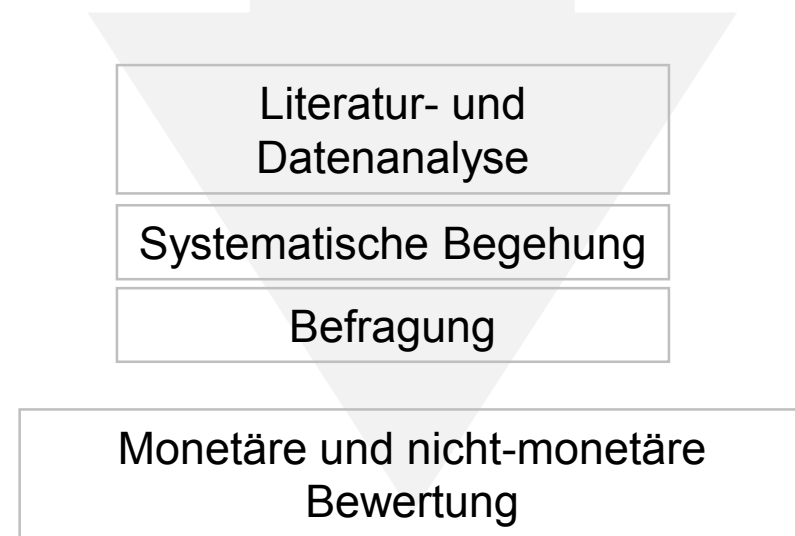 Literatur- und
Datenanalyse
Systematische Begehung
Befragung
Monetäre und nicht-monetäre
Bewertung